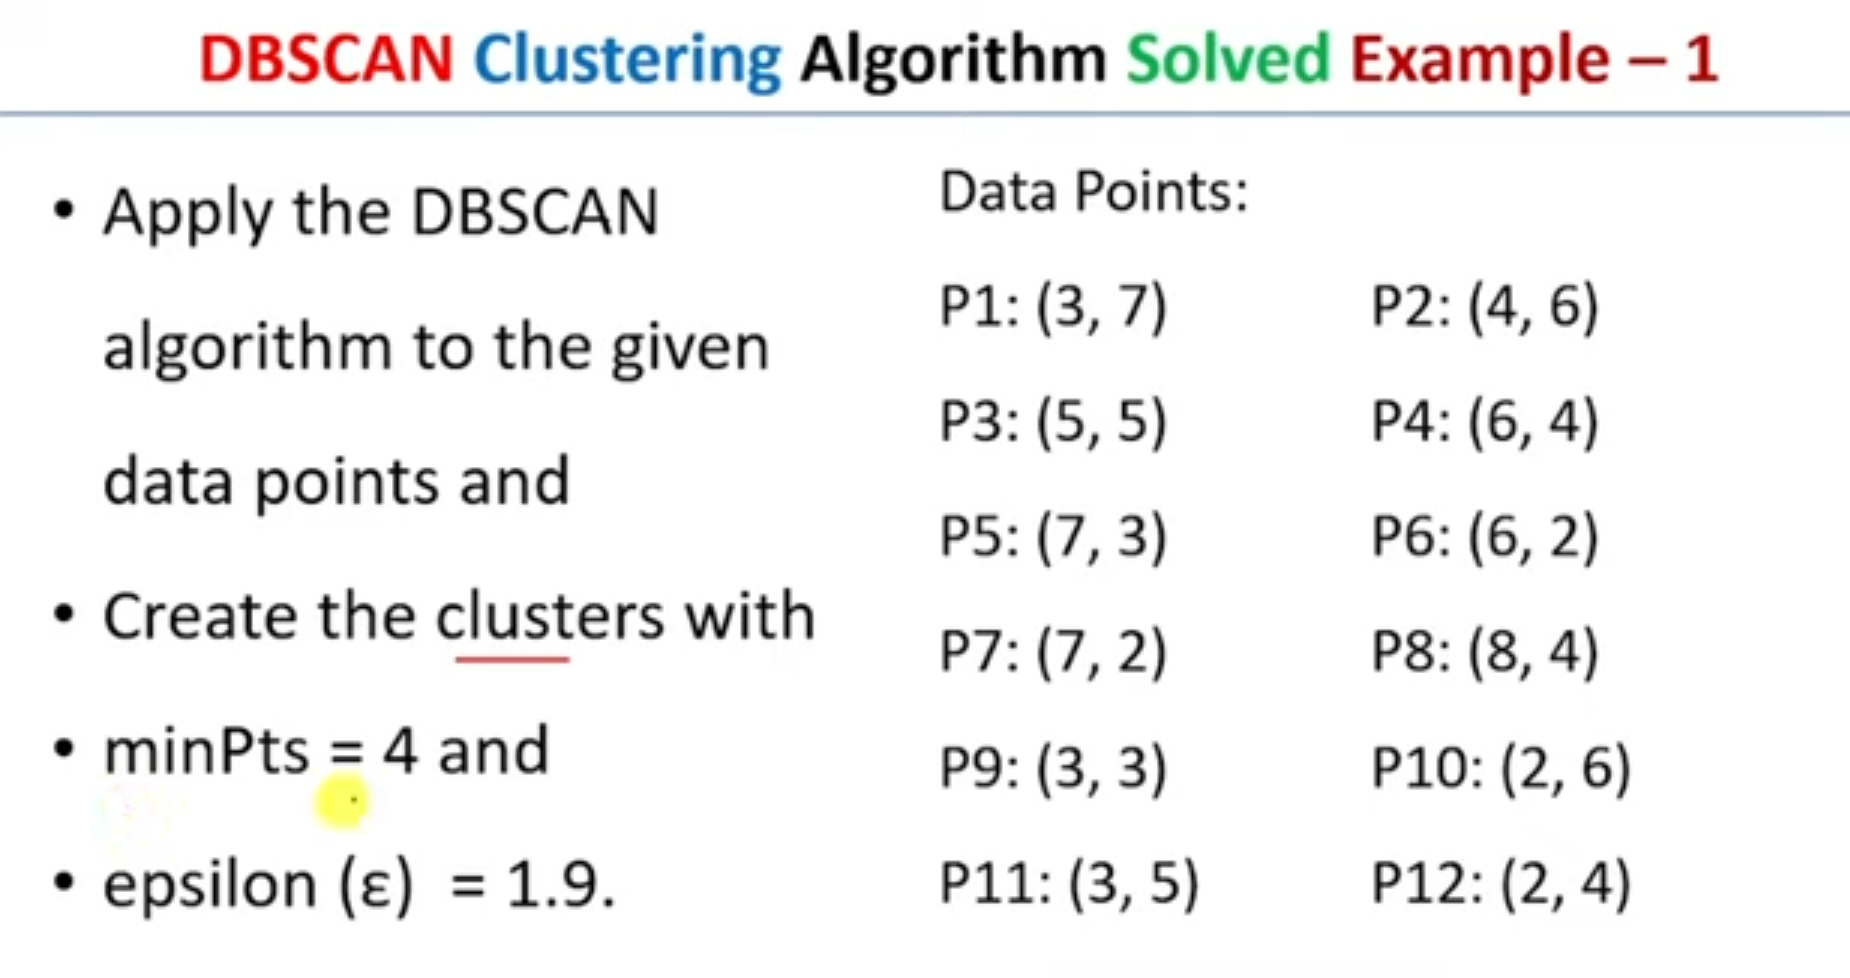 DBSCAN Clustering Algorithm Solved Example – 1
• Apply the DBSCAN
algorithm to the given
data points and
• Create the clusters with
• minPts = 4 and
• epsilon (ε) = 1.9.
Data Points:
P1: (3, 7) P2: (4, 6)
P3: (5, 5) P4: (6, 4)
P5: (7, 3) P6: (6, 2)
P7: (7, 2) P8: (8, 4)
P9: (3, 3) P10: (2, 6)
P11: (3, 5) P12: (2, 4)